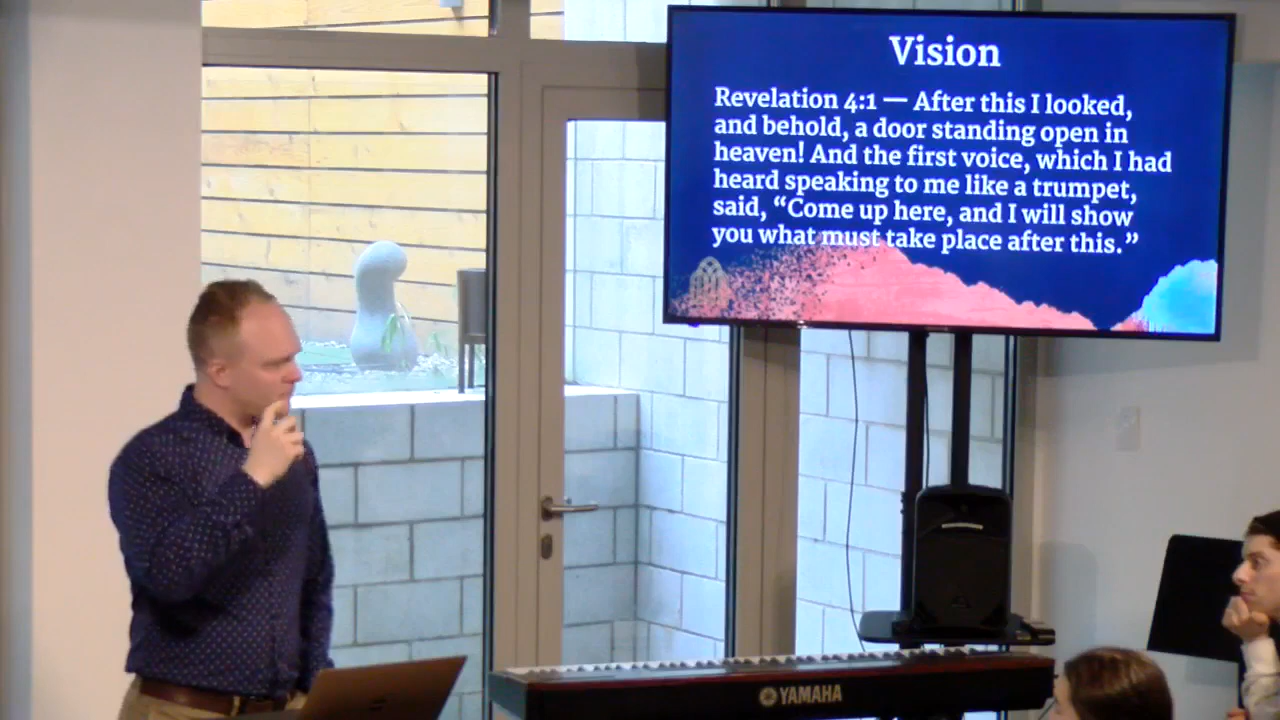 Vision
Revelation 4:1 — After this I looked,
and behold, a door standing open in
heaven! And the first voice, which I had
heard speaking to me like a trumpet,
said, “Come up here, and I will show
you what must take place after this.”
YAMAHA